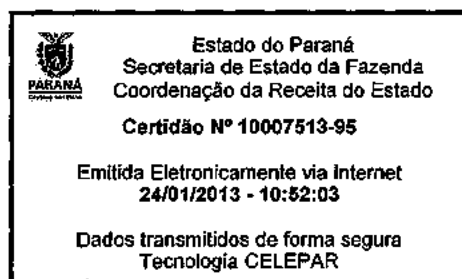 Estado do Paraná
Secretaria de Estado da Fazenda
PARANÁ
Coordenação da Receita do Estado
Certidão Nº 10007513-95
Emitida Eletronicamente via Internet
24/01/2013 - 10:52:03
Dados transmitidos de forma segura
Tecnologia CELEPAR